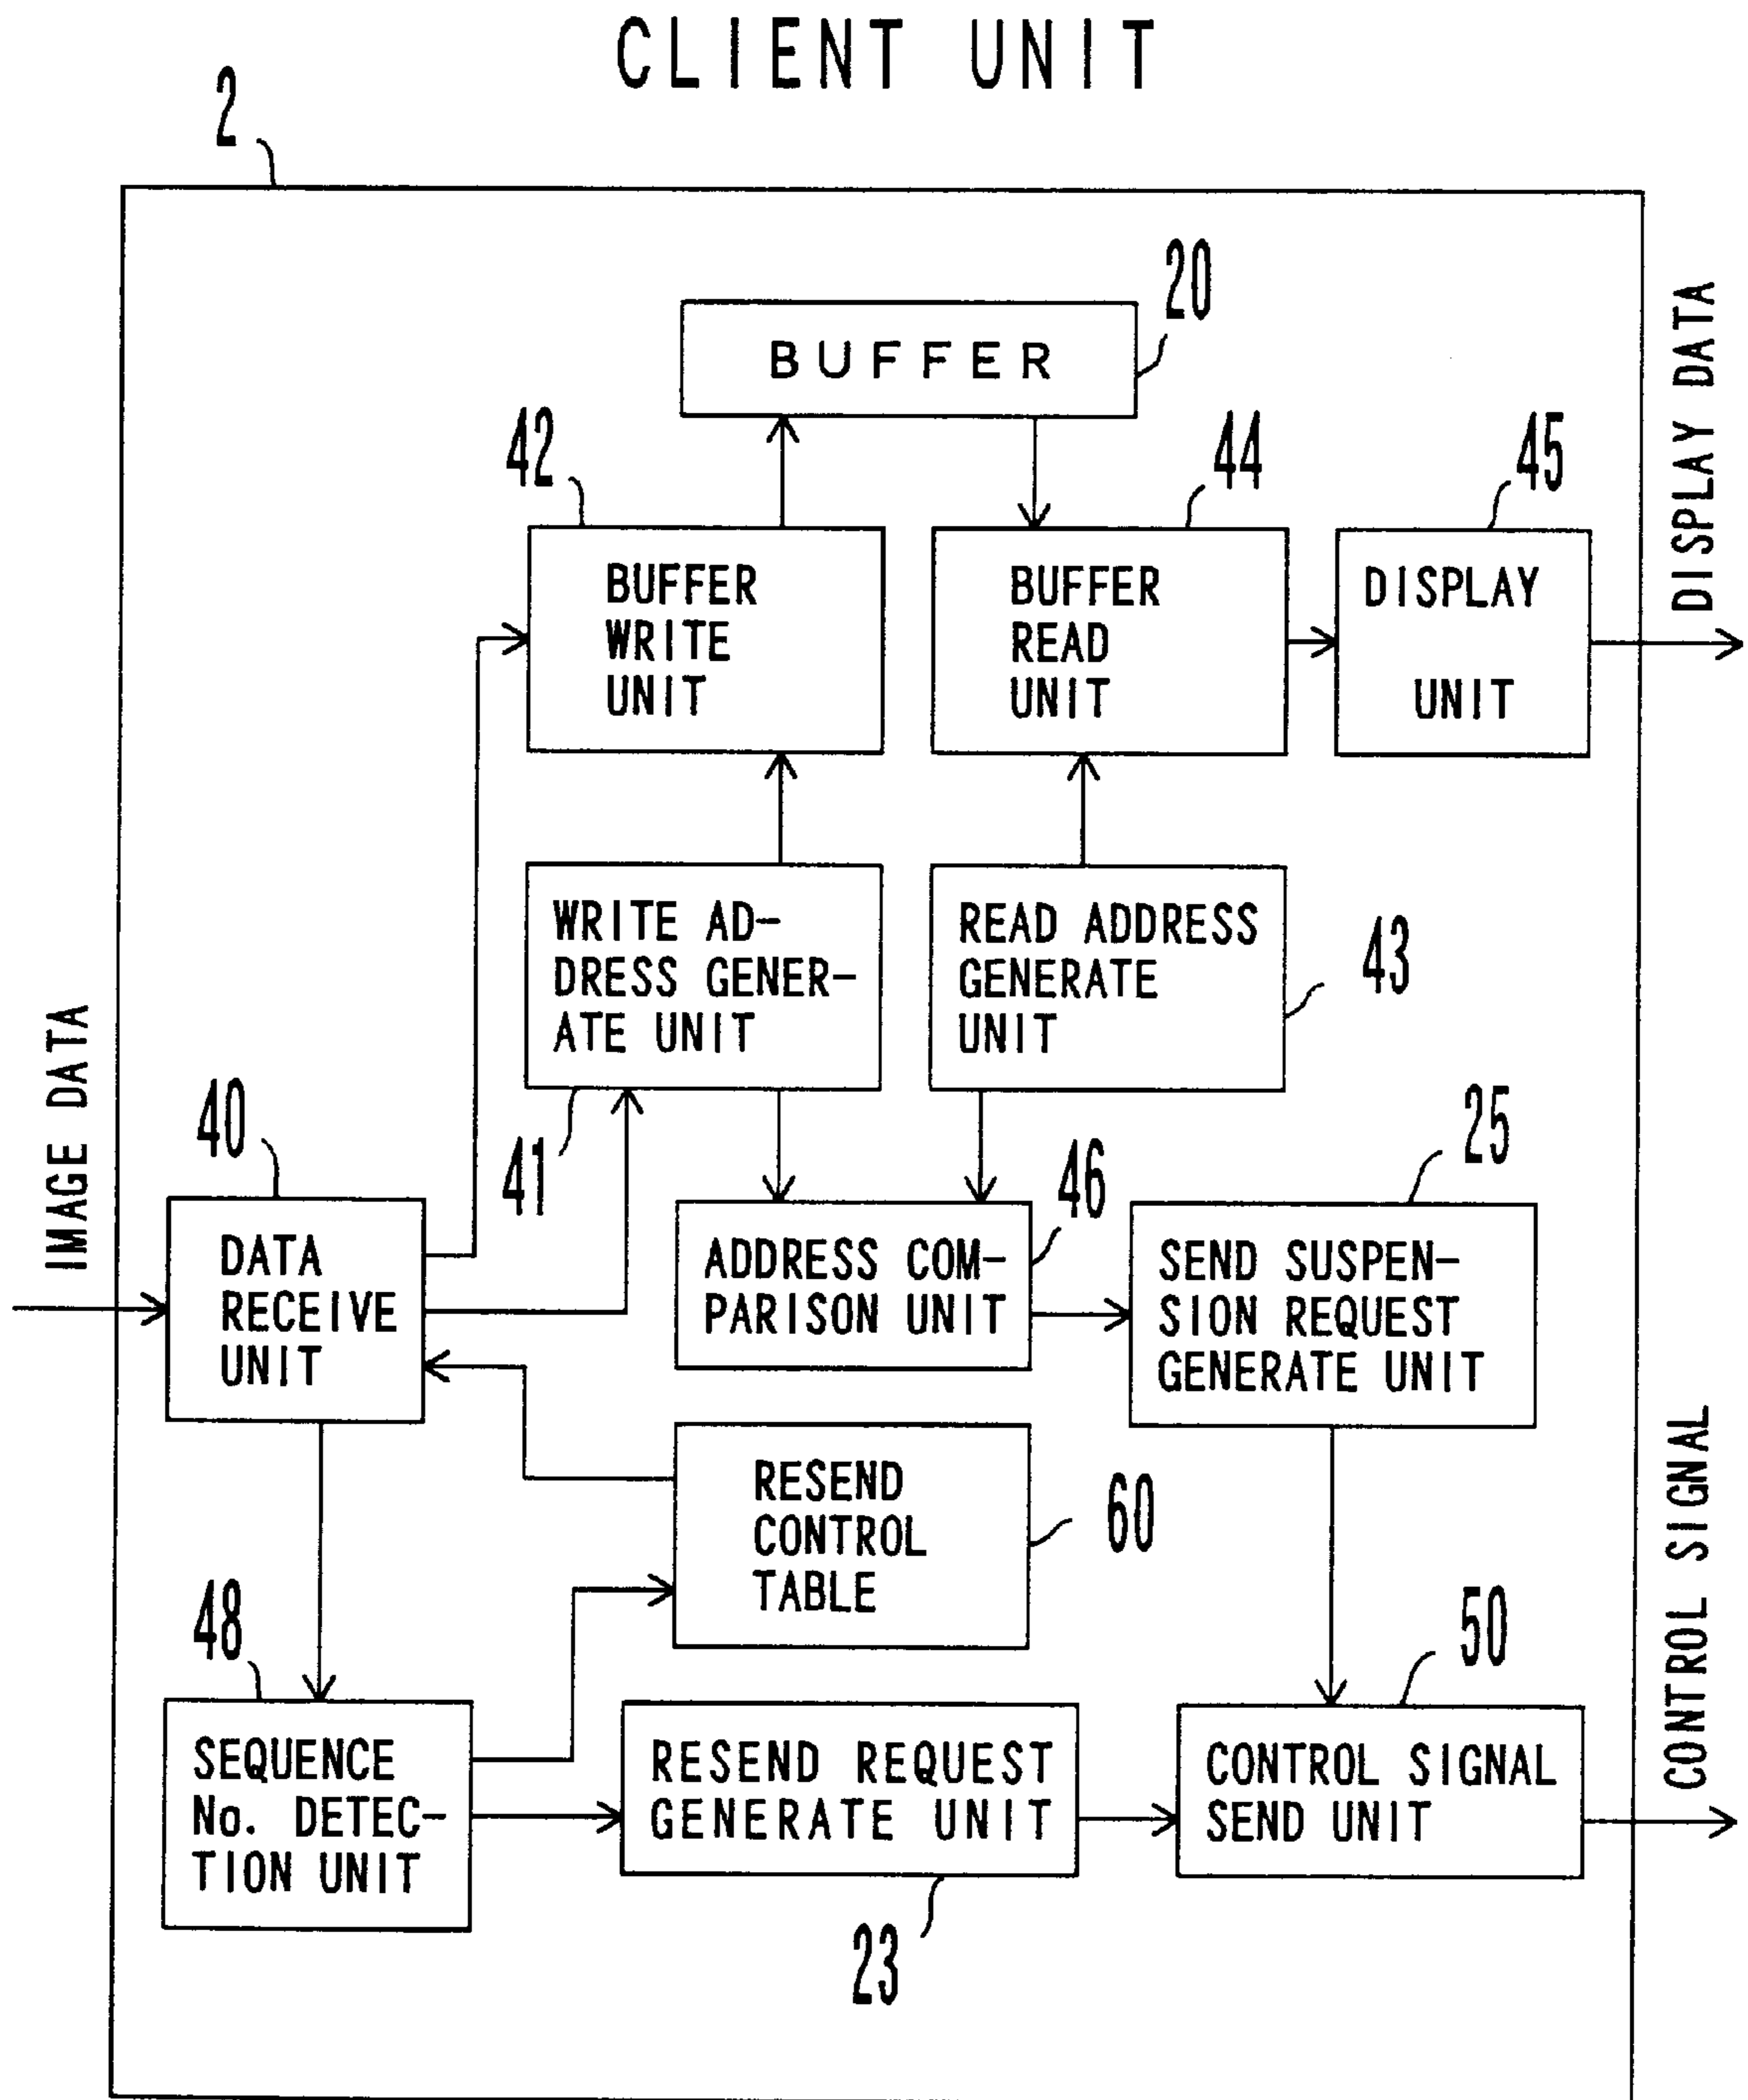 CLIENT UNIT
2
20
BUFFER
DISPLAY DATA
42
44
45
BUFFER
WRITE
UNIT
BUFFER
READ
UNIT
DISPLAY
UNIT
WRITE AD-
DRESS GENER-
ATE UNIT
READ ADDRESS
GENERATE
UNIT
43
IMAGE DATA
40
41
46
25
DATA
RECEIVE
UNIT
ADDRESS COM-
PARISON UNIT
SEND SUSPEN-
SION REQUEST
GENERATE UNIT
RESEND
CONTROL
TABLE
60
CONTROL SIGNAL
48
50
SEQUENCE
No. DETEC-
TION UNIT
RESEND REQUEST
GENERATE UNIT
CONTROL SIGNAL
SEND UNIT
23